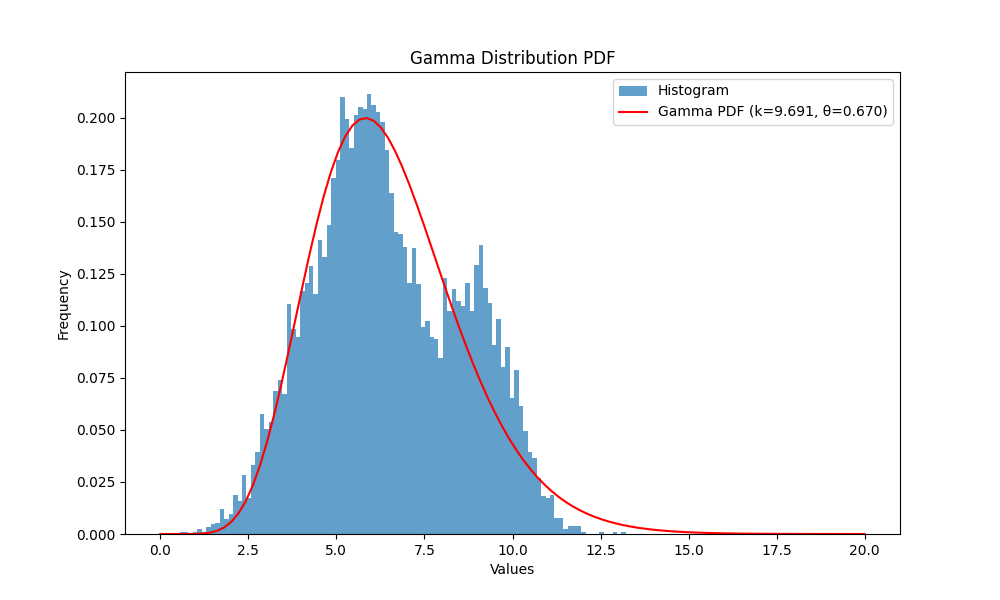 Gamma Distribution PDF
Histogram
Gamma PDF (k=9.691, θ=0.670)
0.200
0.175
0.150
0.125
0.100
0.075
0.050
0.025
0.000
Frequency
0.0 2.5 5.0 7.5 10.0 12.5 15.0 17.5 20.0
Values